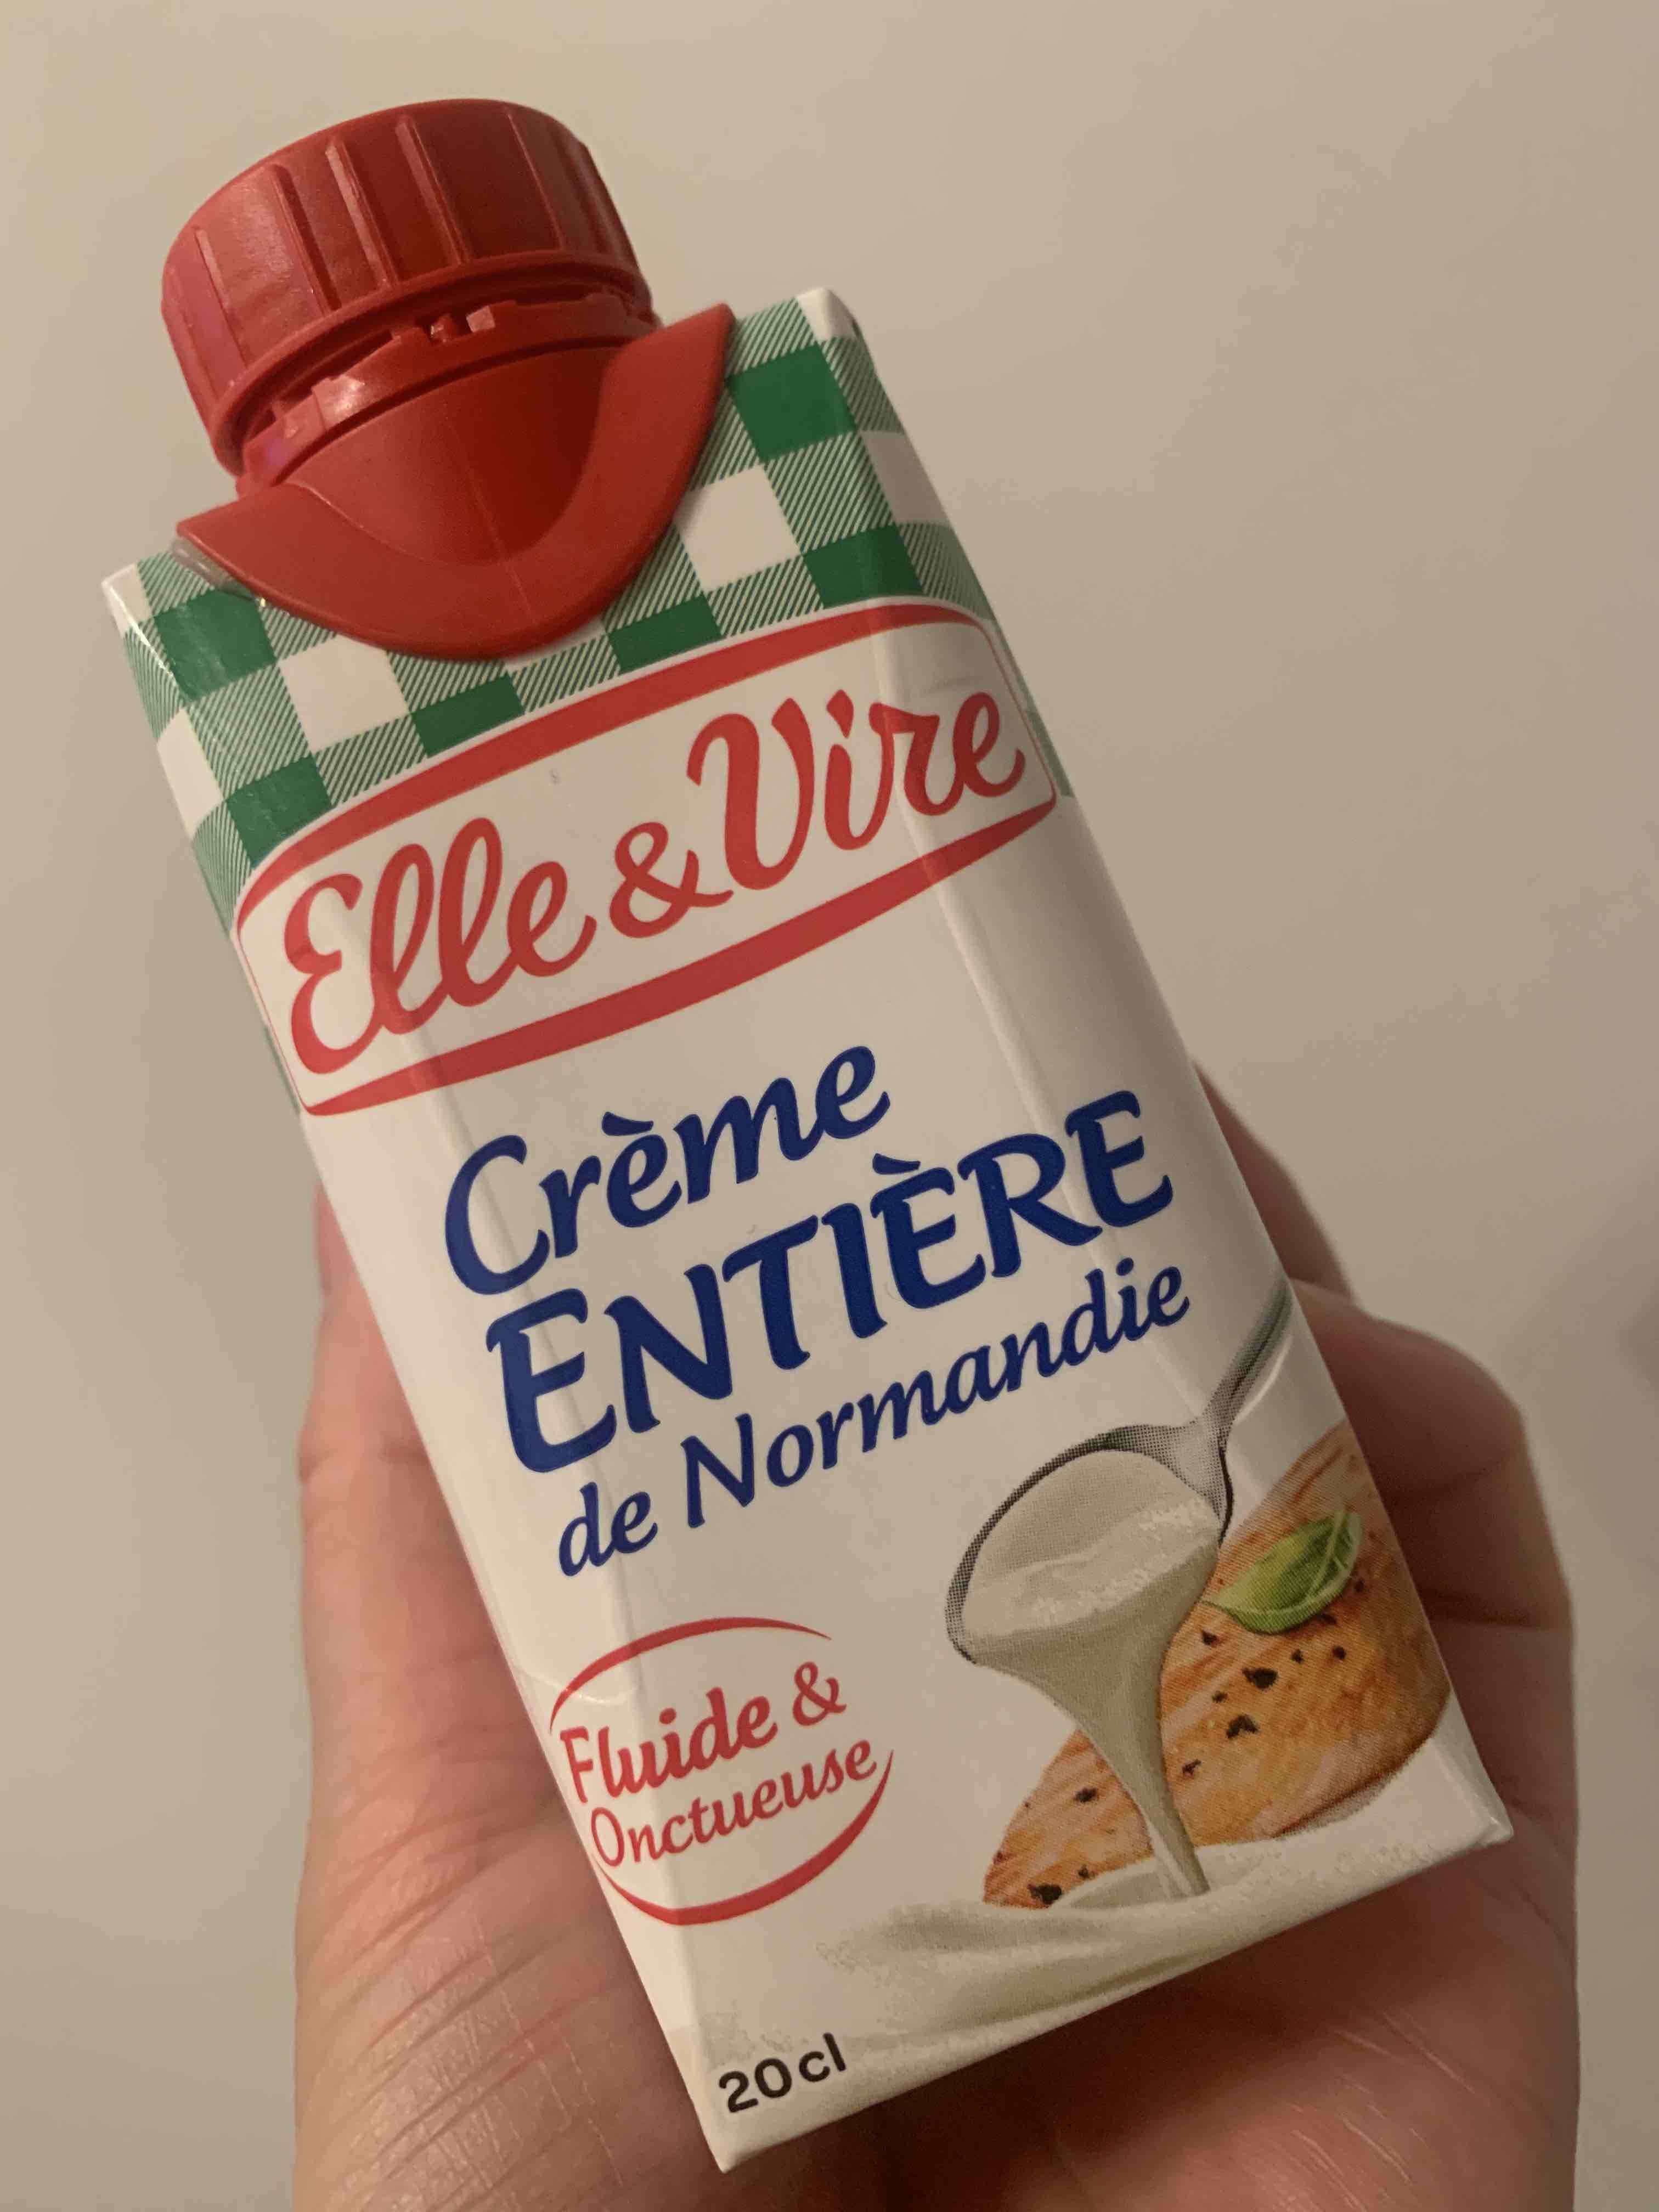 Elle & Vire
Crème
ENTIÈRE
de Normandie
Fluide &
Onctueuse
20cl